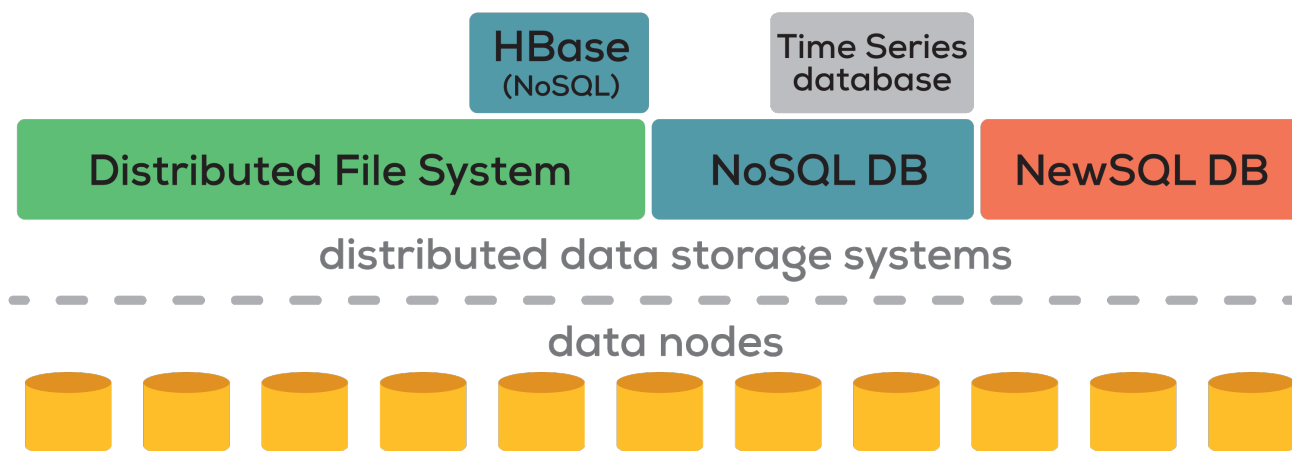 HBase
(NoSQL)
Time Series
database
Distributed File System
NoSQL DB
NewSQL DB
distributed data storage systems
data nodes